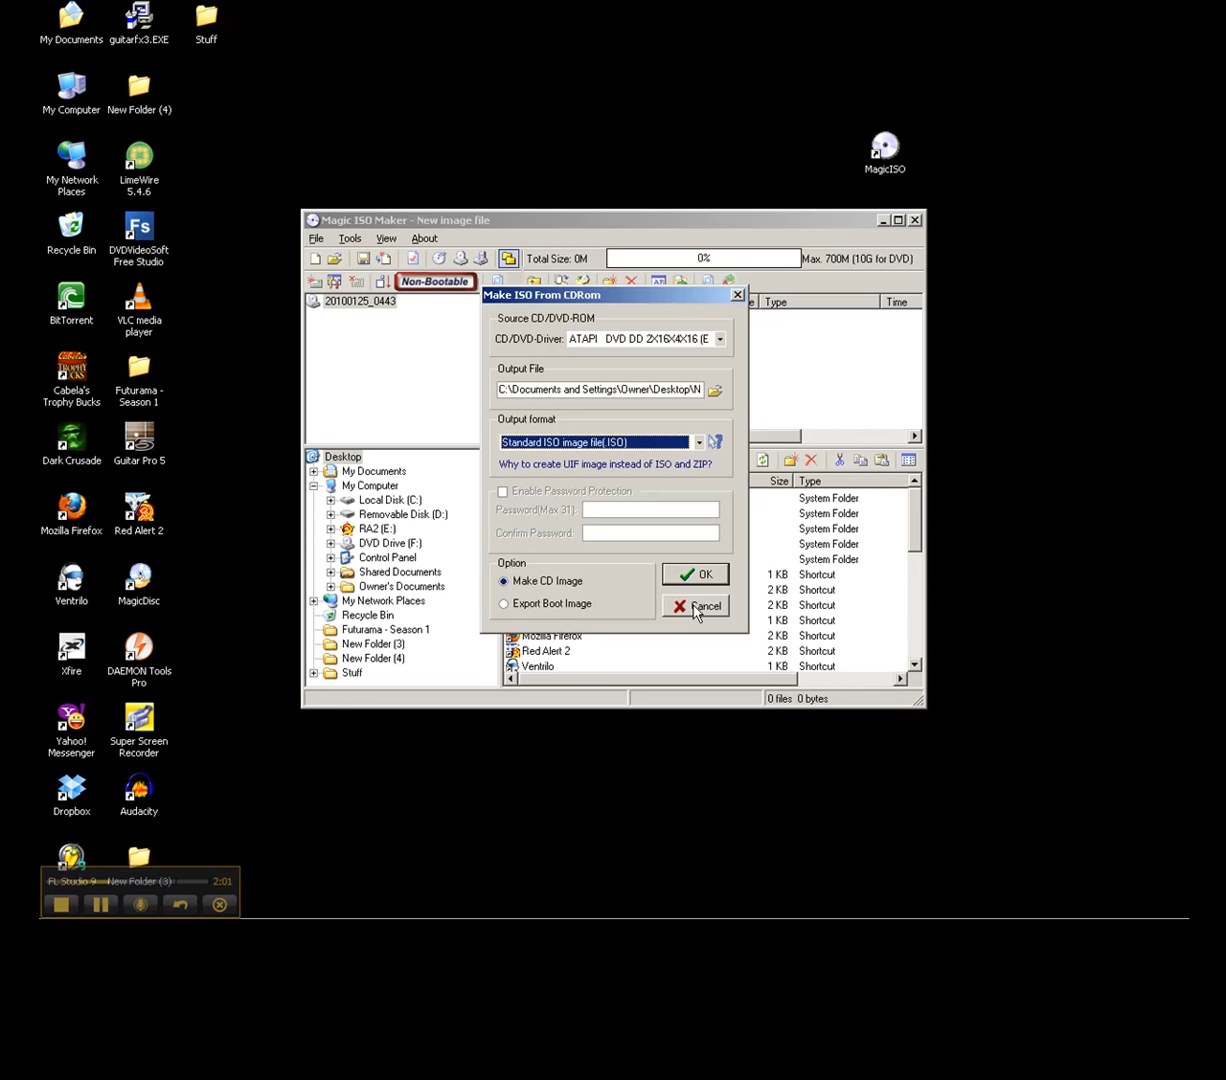 My Documents
guitarfx3.EXE
Stuff
My Computer
New Folder (4)
My Network
Places
LimeWire
5.4.6
Recycle Bin
DVDVideoSoft
Free Studio
BitTorrent
VLC media
player
Cabela's
Trophy Bucks
Futurama -
Season 1
Dark Crusade
Guitar Pro 5
Mozilla Firefox
Red Alert 2
Ventrilo
MagicDisc
Xfire
DAEMON Tools
Pro
Yahoo!
Messenger
Super Screen
Recorder
Dropbox
Audacity
FL Studio 9
New Folder (3)
2:01
MagicISO
Magic ISO Maker - New image file
File Tools View About
Total Size: 0M
0%
Max. 700M (10G for DVD)
Non-Bootable
20100125_0443
Type
Time
Make ISO From CDRom
Source CD/DVD-ROM
CD/DVD-Driver:
ATAPI DVD DD 2X16X4X16 (E
Output File
C:\Documents and Settings\Owner\Desktop\N
Output format
Standard ISO image file(.ISO)
Why to create UIF image instead of ISO and ZIP?
Enable Password Protection
Password(Max 31):
Confirm Password:
Option
Make CD Image
Export Boot Image
OK
Cancel
Desktop
My Documents
My Computer
Local Disk (C:)
Removable Disk (D:)
RA2 (E:)
DVD Drive (F:)
Control Panel
Shared Documents
Owner's Documents
My Network Places
Recycle Bin
Futurama - Season 1
New Folder (3)
New Folder (4)
Stuff
Size Type
System Folder
System Folder
System Folder
System Folder
System Folder
1 KB Shortcut
2 KB Shortcut
2 KB Shortcut
1 KB Shortcut
Mozilla Firefox 2 KB Shortcut
Red Alert 2 2 KB Shortcut
Ventrilo 1 KB Shortcut
0 files 0 bytes